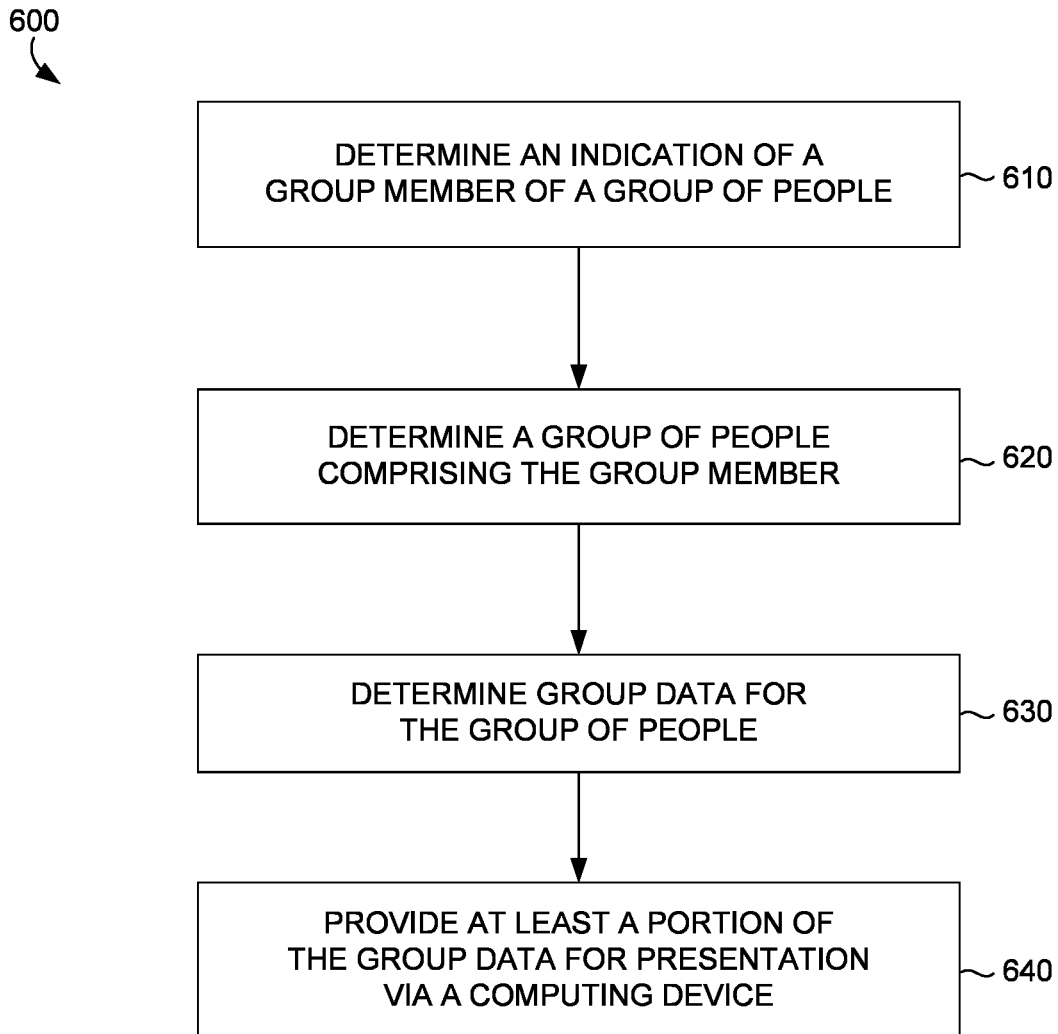 600
DETERMINE AN INDICATION OF A
GROUP MEMBER OF A GROUP OF PEOPLE
610
DETERMINE A GROUP OF PEOPLE
COMPRISING THE GROUP MEMBER
620
DETERMINE GROUP DATA FOR
THE GROUP OF PEOPLE
630
PROVIDE AT LEAST A PORTION OF
THE GROUP DATA FOR PRESENTATION
VIA A COMPUTING DEVICE
640